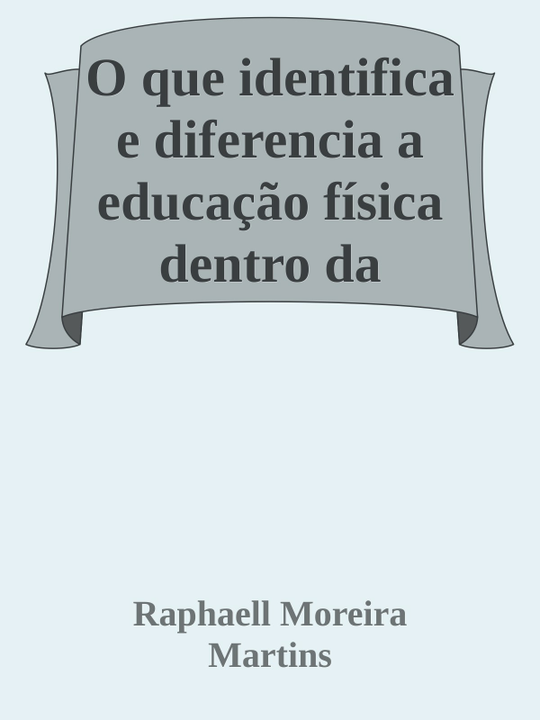 O que identifica
e diferencia a
educação física
dentro da
Raphaell Moreira
Martins